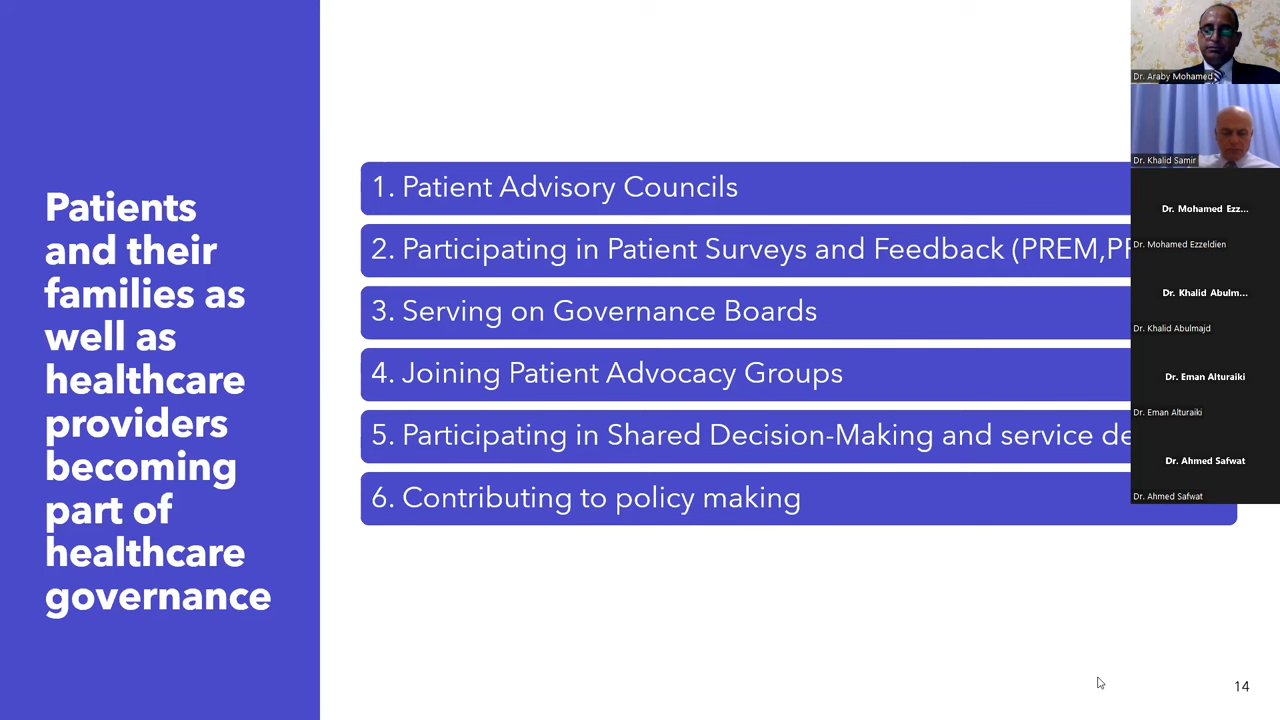 Patients
and their
families as
well as
healthcare
providers
becoming
part of
healthcare
governance
1. Patient Advisory Councils
2. Participating in Patient Surveys and Feedback (PREM,
3. Serving on Governance Boards
4. Joining Patient Advocacy Groups
5. Participating in Shared Decision-Making and service
6. Contributing to policy making
Dr. Araby Mohamed
Dr. Khalid Samir
Dr. Mohamed Ezz...
Dr. Mohamed Ezzeldien
Dr. Khalid Abulm...
Dr. Khalid Abulmajd
Dr. Eman Alturaiki
Dr. Eman Alturaiki
Dr. Ahmed Safwat
Dr. Ahmed Safwat
14